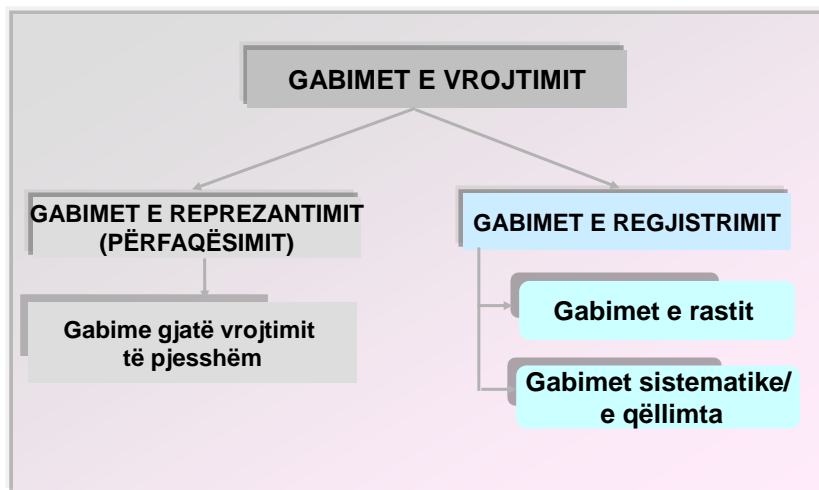 GABIMET E VROJTIMIT
GABIMET E REPREZANTIMIT
(PËRFAQËSIMIT)
Gabime gjatë vrojtimit
të pjesshëm
GABIMET E REGJISTRIMIT
Gabimet e rastit
Gabimet sistematike/
e qëllimta